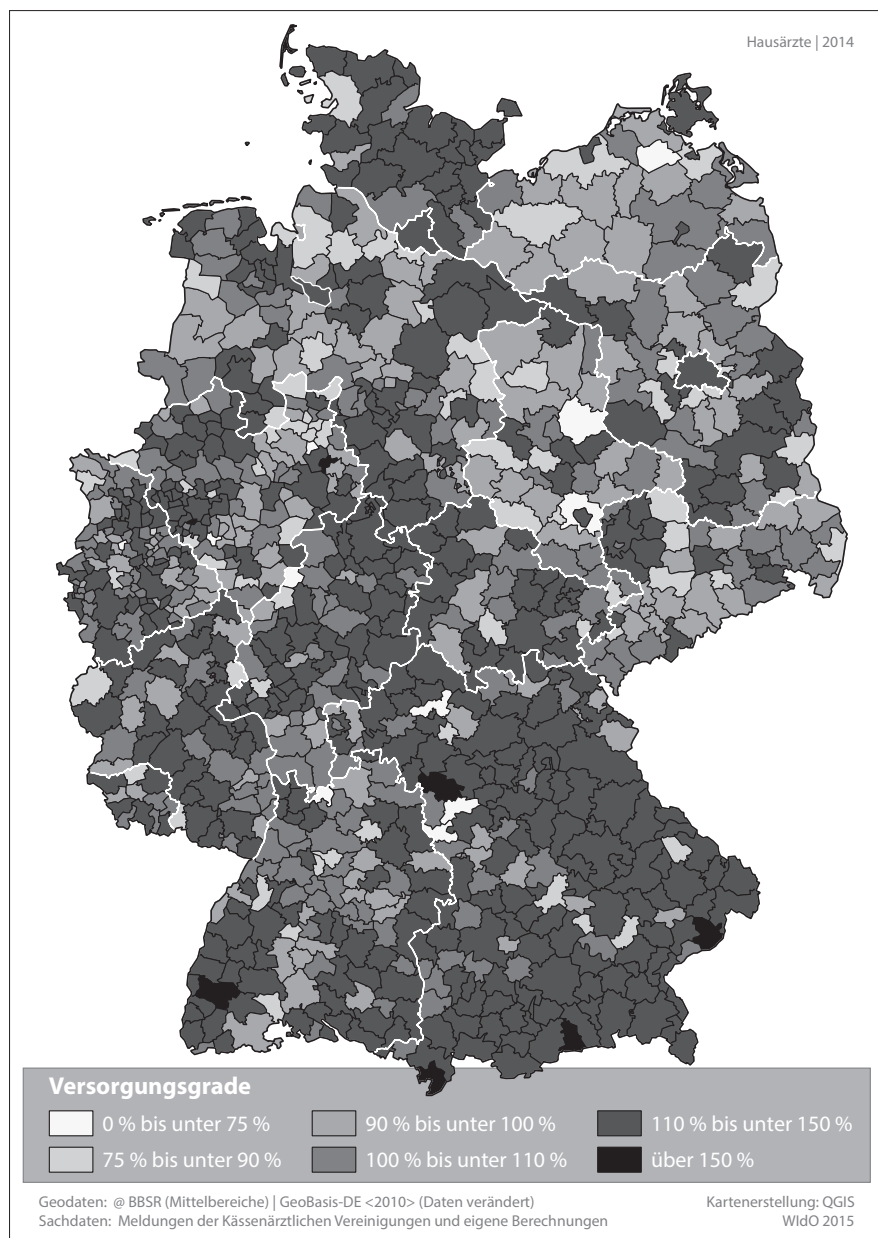 Hausärzte | 2014
Versorgungsgrade
0 % bis unter 75 %
90 % bis unter 100 %
110 % bis unter 150 %
75 % bis unter 90 %
100 % bis unter 110 %
über 150 %
Geodaten: @ BBSR (Mittelbereiche) | GeoBasis-DE <2010> (Daten verändert)
Kartenerstellung: QGIS
Sachdaten: Meldungen der Kässenärztlichen Vereinigungen und eigene Berechnungen
WIdO 2015